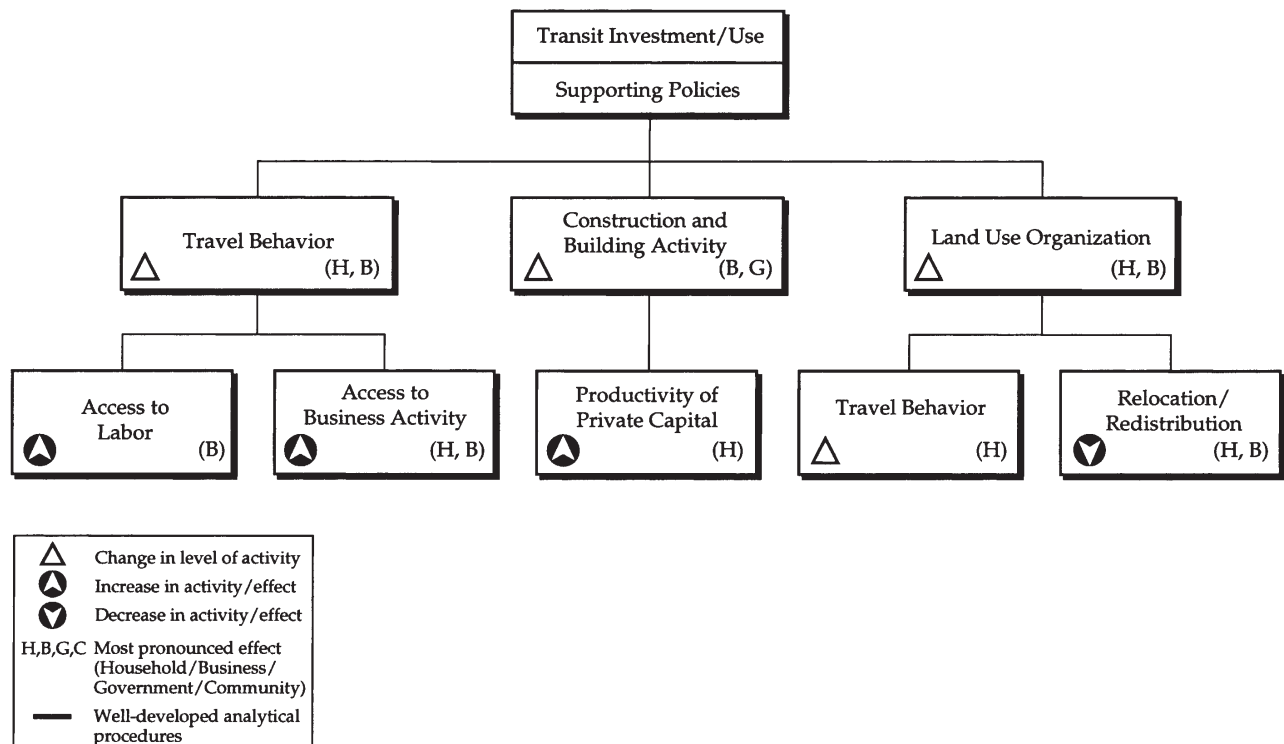 Transit Investment/Use
Supporting Policies
Travel Behavior
(H, B)
Construction and
Building Activity
(B, G)
Land Use Organization
(H, B)
Access to
Labor
(B)
Access to
Business Activity
(H, B)
Productivity of
Private Capital
(H)
Travel Behavior
(H)
Relocation/
Redistribution
(H, B)
Change in level of activity
Increase in activity/effect
Decrease in activity/effect
H,B,G,C Most pronounced effect
(Household/Business/
Government/Community)
Well-developed analytical
procedures